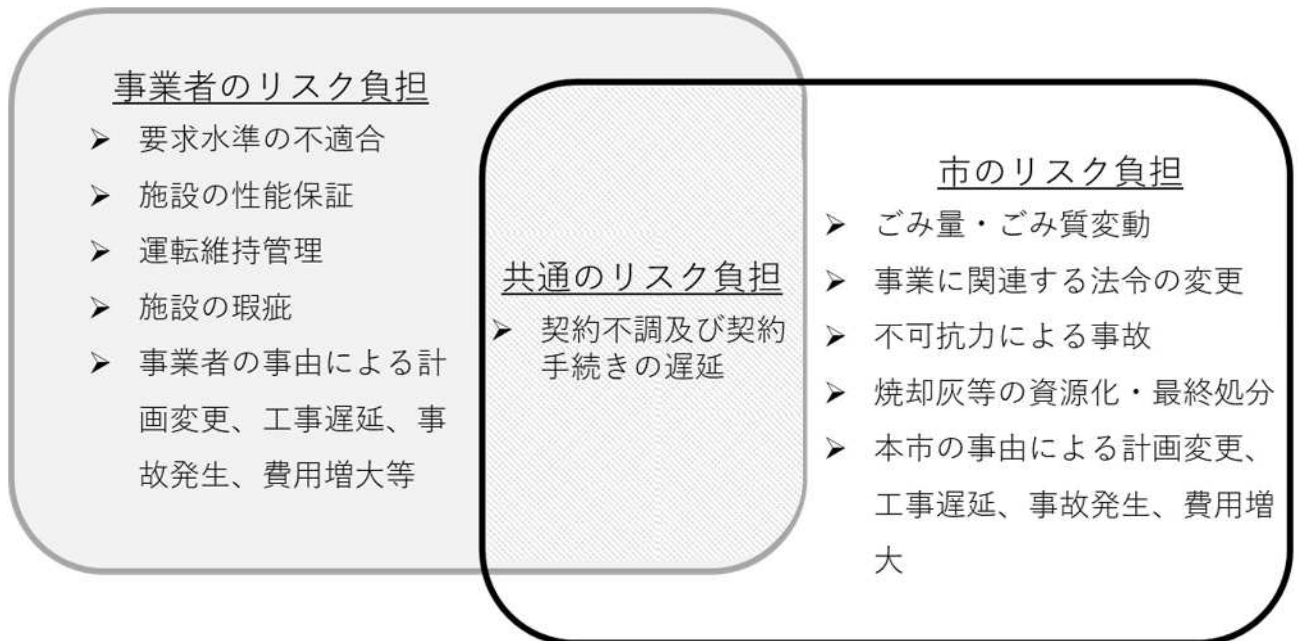 事業者のリスク負担
➢ 要求水準の不適合
➢ 施設の性能保証
➢ 運転維持管理
➢ 施設の瑕疵
➢ 事業者の事由による計
画変更、工事遅延、事
故発生、費用増大等
共通のリスク負担
➢ 契約不調及び契約
手続きの遅延
市のリスク負担
➢ ごみ量・ごみ質変動
➢ 事業に関連する法令の変更
➢ 不可抗力による事故
➢ 焼却灰等の資源化・最終処分
➢ 本市の事由による計画変更、
工事遅延、事故発生、費用増
大